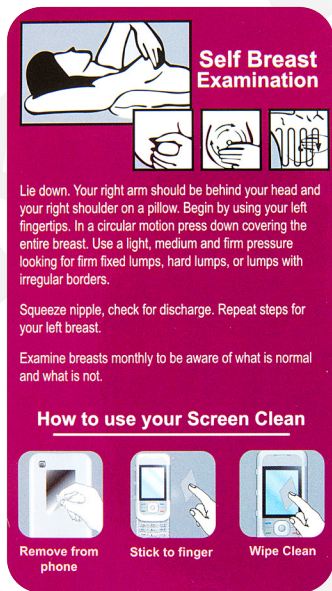 Self Breast
Examination
Lie down. Your right arm should be behind your head and
your right shoulder on a pillow. Begin by using your left
fingertips. In a circular motion press down covering the
entire breast. Use a light, medium and firm pressure
looking for firm fixed lumps, hard lumps, or lumps with
irregular borders.
Squeeze nipple, check for discharge. Repeat steps for
your left breast.
Examine breasts monthly to be aware of what is normal
and what is not.
How to use your Screen Clean
Remove from
phone
Stick to finger
Wipe Clean